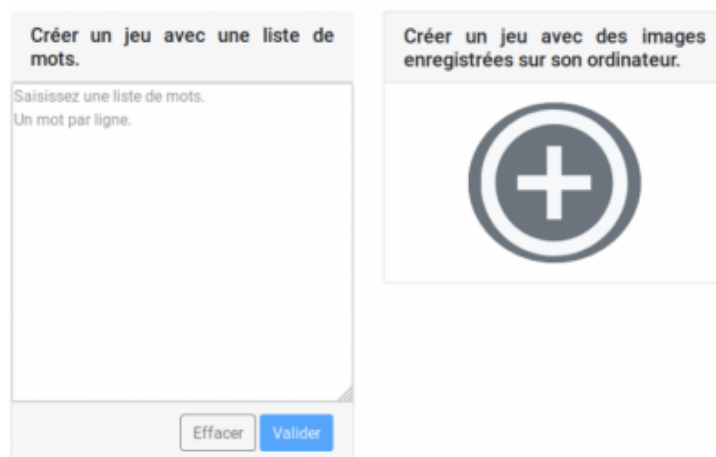 Créer un jeu avec une liste de
mots.
Saisissez une liste de mots.
Un mot par ligne.
Effacer
Valider
Créer un jeu avec des images
enregistrées sur son ordinateur.